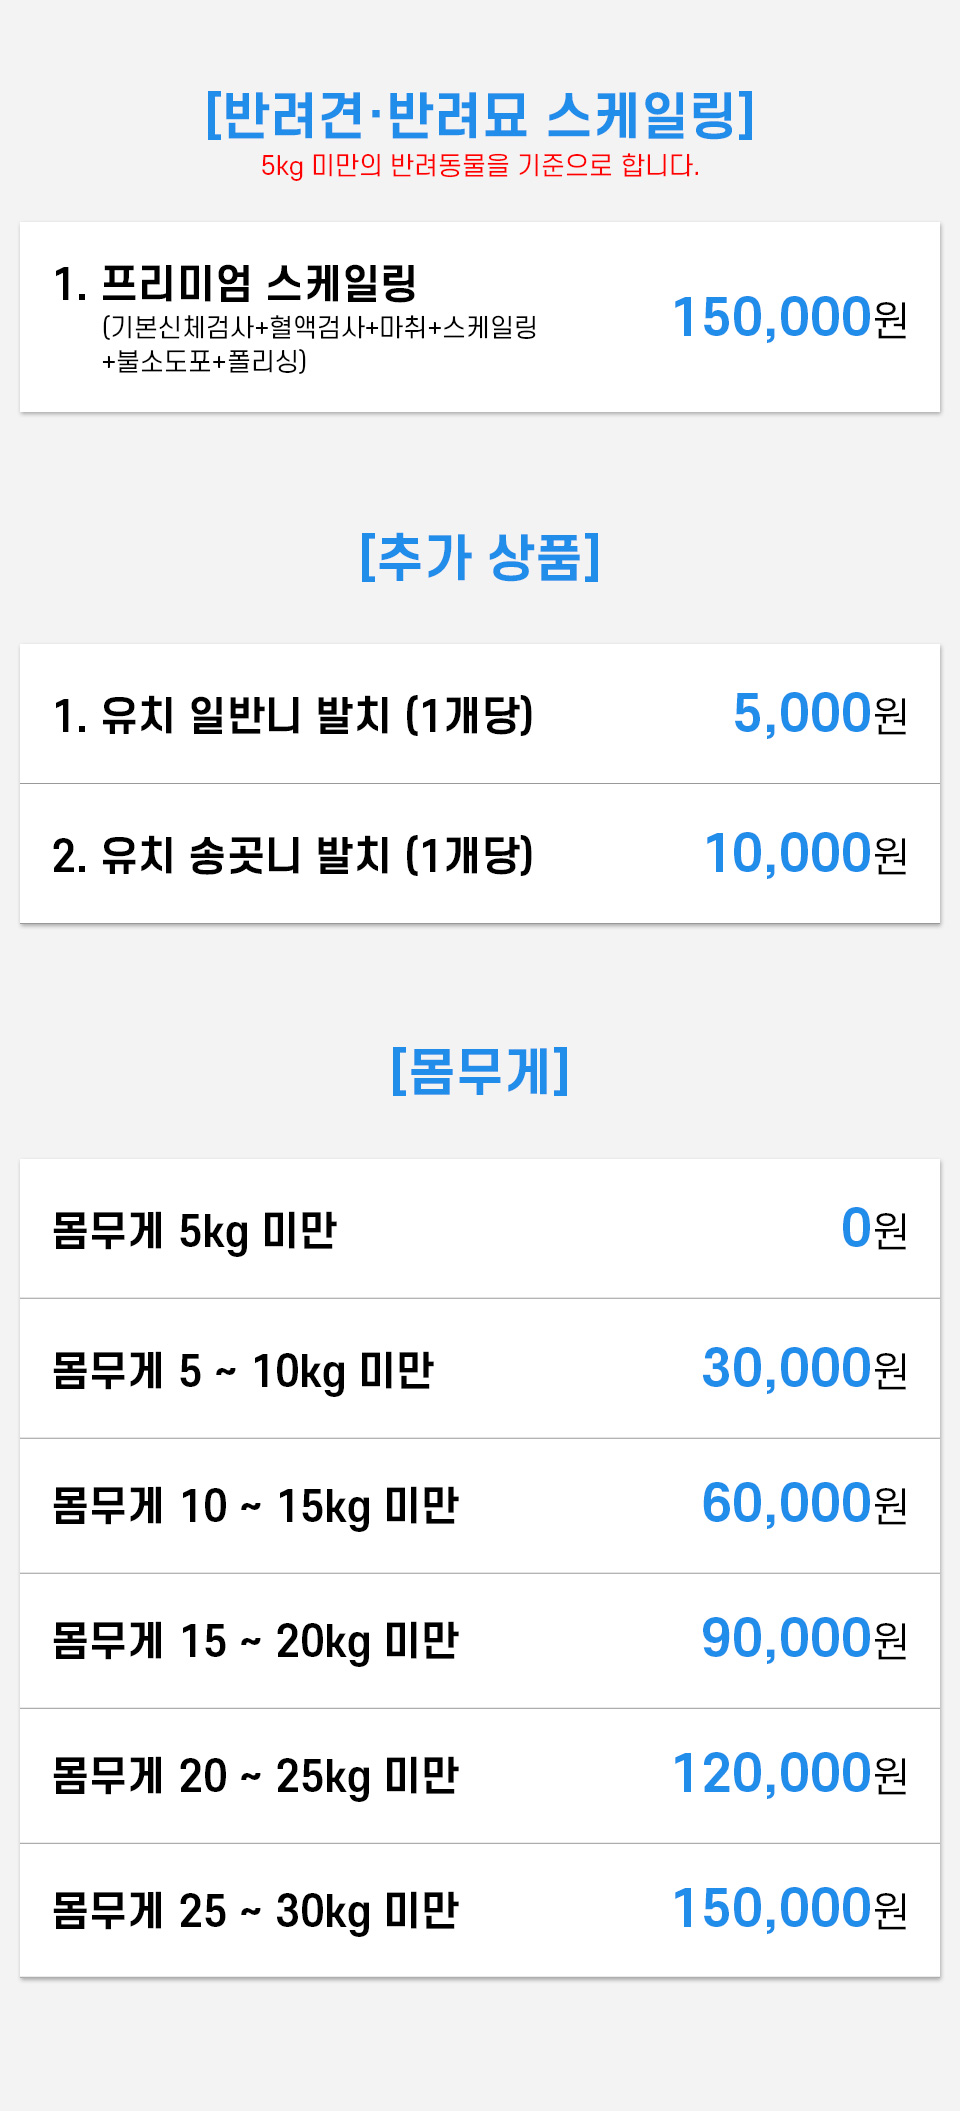 [반려견·반려묘 스케일링]
5kg 미만의 반려동물을 기준으로 합니다.
1. 프리미엄 스케일링
(기본신체검사+혈액검사+마취+스케일링
+불소도포+폴리싱)
150,000원
[추가 상품]
1. 유치 일반니 발치 (1개당) 5,000원
2. 유치 송곳니 발치 (1개당) 10,000원
[몸무게]
몸무게 5kg 미만 0원
몸무게 5 ~ 10kg 미만 30,000원
몸무게 10 ~ 15kg 미만 60,000원
몸무게 15 ~ 20kg 미만 90,000원
몸무게 20 ~ 25kg 미만 120,000원
몸무게 25 ~ 30kg 미만 150,000원